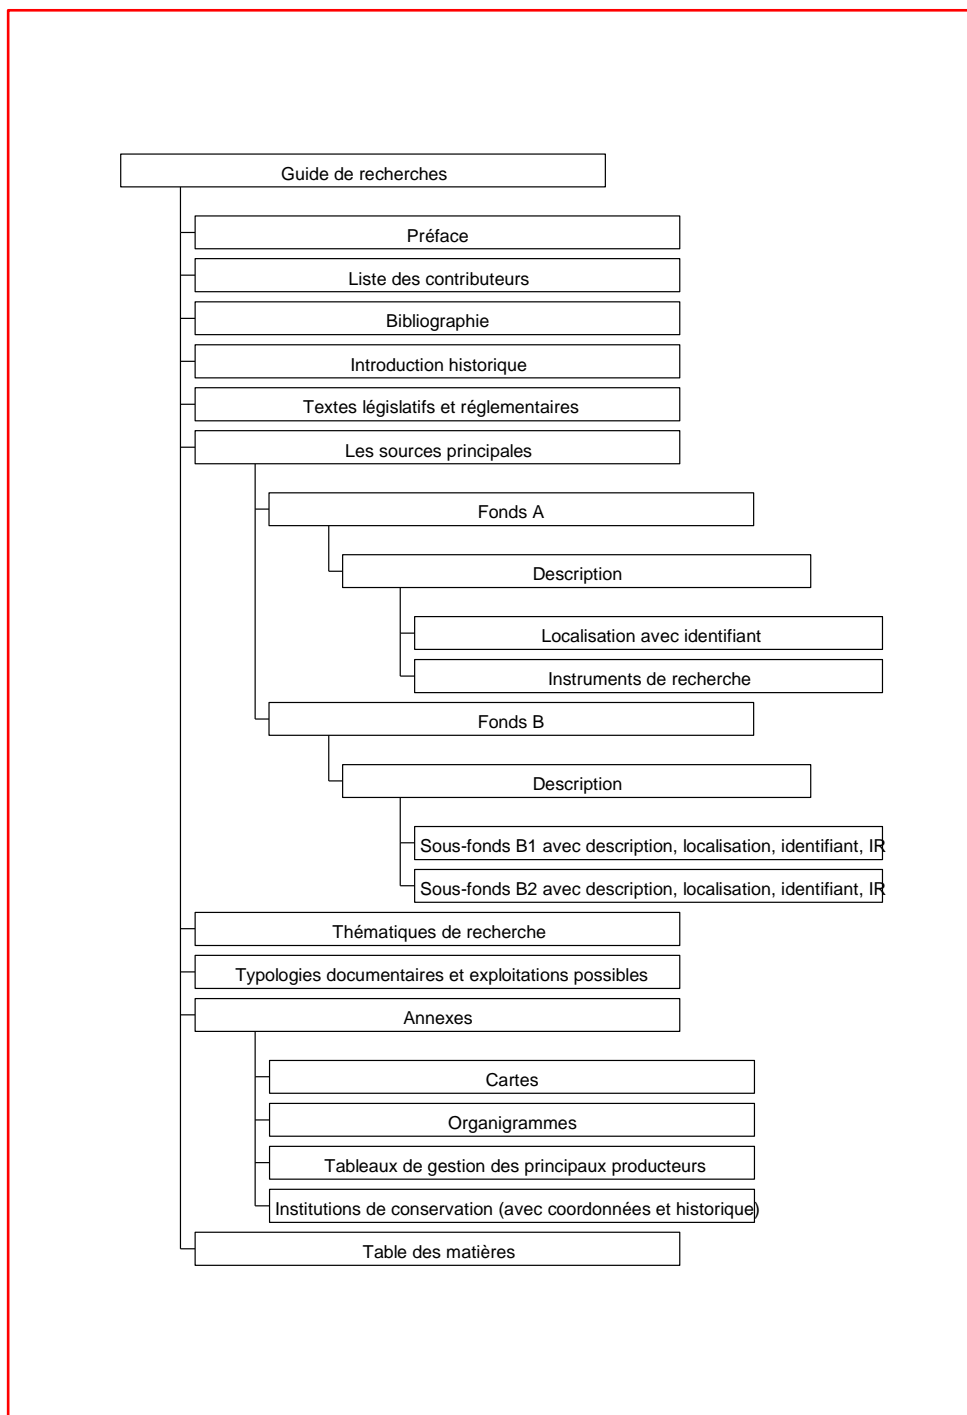 Guide de recherches
Préface
Liste des contributeurs
Bibliographie
Introduction historique
Textes législatifs et réglementaires
Les sources principales
Fonds A
Description
Localisation avec identifiant
Instruments de recherche
Fonds B
Description
Sous-fonds B1 avec description, localisation, identifiant, IR
Sous-fonds B2 avec description, localisation, identifiant, IR
Thématiques de recherche
Typologies documentaires et exploitations possibles
Annexes
Cartes
Organigrammes
Tableaux de gestion des principaux producteurs
Institutions de conservation (avec coordonnées et historique)
Table des matières